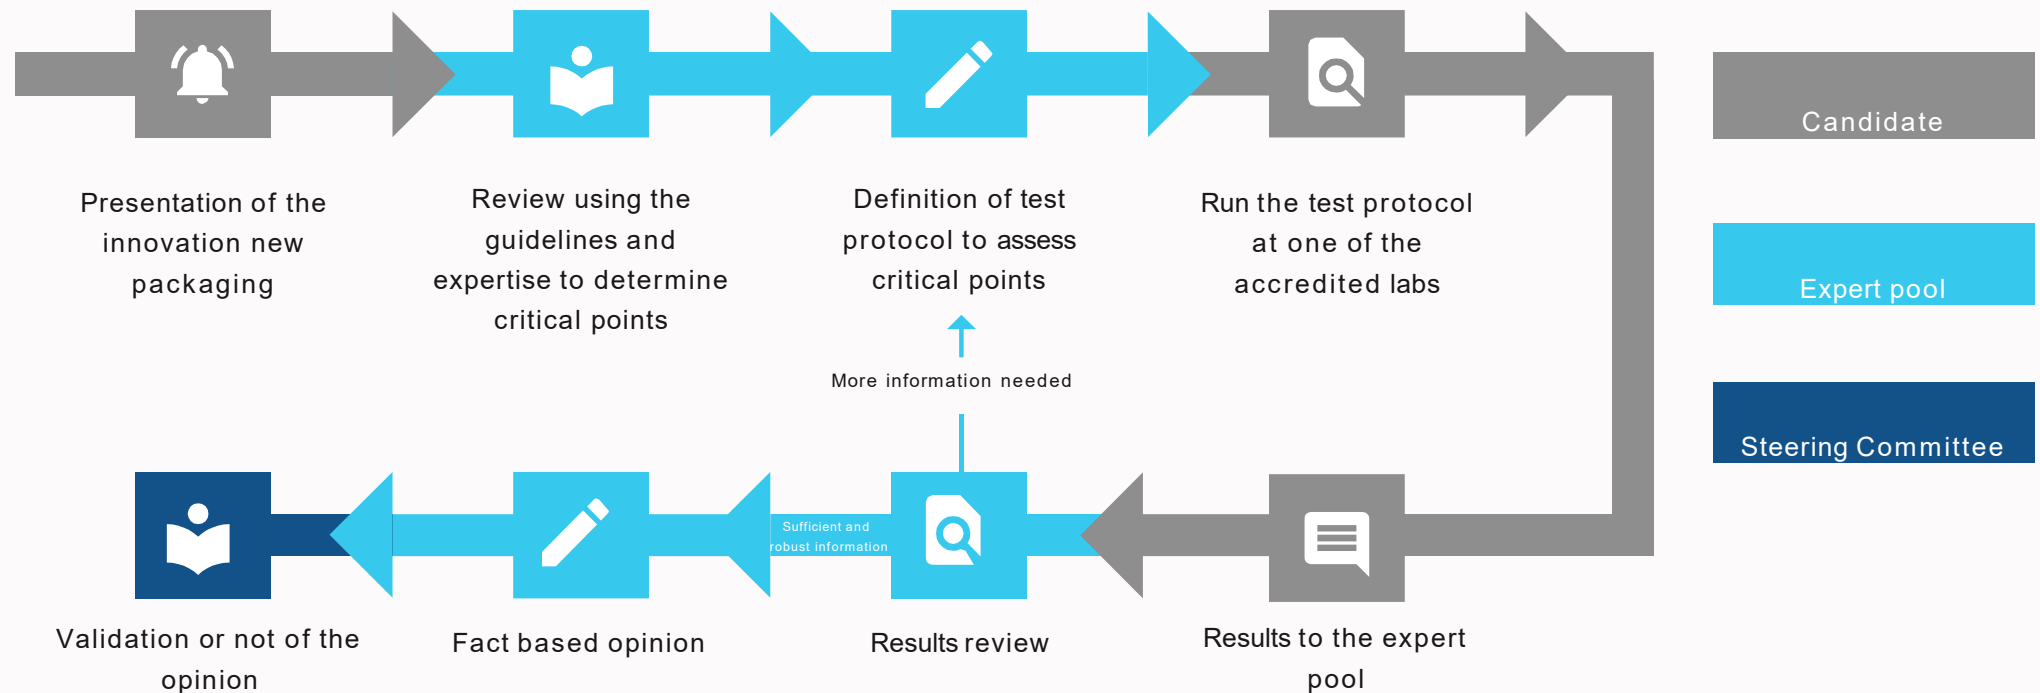 Presentation of the
innovation new
packaging
Review using the
guidelines and
expertise to determine
critical points
Definition of test
protocol to assess
critical points
Run the test protocol
at one of the
accredited labs
Candidate
Expert pool
Steering Committee
More information needed
Sufficient and
robust information
Validation or not of the
opinion
Fact based opinion
Results review
Results to the expert
pool